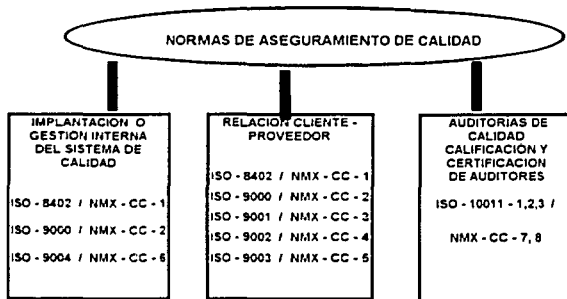 NORMAS DE ASEGURAMIENTO DE CALIDAD
IMPLANTACION O
GESTION INTERNA
DEL SISTEMA DE
CALIDAD
ISO - 8402 / NMX - CC - 1
ISO - 9000 / NMX - CC - 2
ISO - 9004 / NMX - CC - 6
RELACION CLIENTE -
PROVEEDOR
ISO - 8402 / NMX - CC - 1
ISO - 9000 / NMX - CC - 2
ISO - 9001 / NMX - CC - 3
ISO - 9002 / NMX - CC - 4
ISO - 9003 / NMX - CC - 5
AUDITORIAS DE
CALIDAD
CALIFICACIÓN Y
CERTIFICACION
DE AUDITORES
ISO - 10011 - 1,2,3 /
NMX - CC - 7, 8